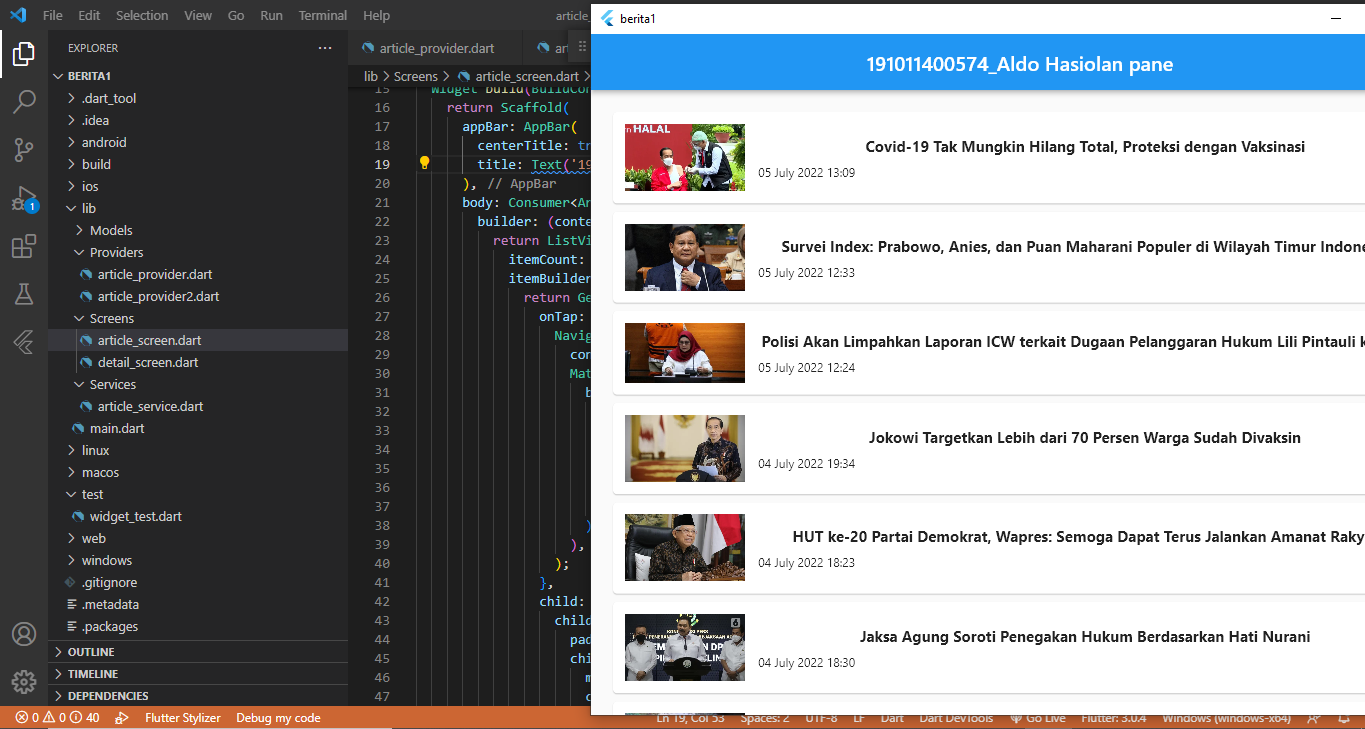 File Edit Selection View Go Run Terminal Help article_
berita1
EXPLORER
article_provider.dart
191011400574_Aldo Hasiolan pane
BERITA1
lib > Screens > article_screen.dart >
.dart_tool
.idea
android
build
ios
lib
Models
Providers
article_provider.dart
article_provider2.dart
Screens
article_screen.dart
detail_screen.dart
Services
article_service.dart
main.dart
linux
macos
test
widget_test.dart
web
windows
.gitignore
.metadata
.packages
OUTLINE
TIMELINE
DEPENDENCIES
1
15 Widget build(BuildCon
16 return Scaffold(
17 appBar: AppBar(
18 centerTitle: tr
19 title: Text('19
20 ), // AppBar
21 body: Consumer<Ar
22 builder: (conte
23 return ListVi
24 itemCount:
25 itemBuilder
26 return Ge
27 onTap:
28 Navig
29 con
30 Mat
31 b
32
33
34
35
36
37
38 )
39 ),
40 );
41 },
42 child:
43 child
44 pad
45 chi
46 m
47 c
HALAL
Covid-19 Tak Mungkin Hilang Total, Proteksi dengan Vaksinasi
05 July 2022 13:09
Survei Index: Prabowo, Anies, dan Puan Maharani Populer di Wilayah Timur Indone
05 July 2022 12:33
Polisi Akan Limpahkan Laporan ICW terkait Dugaan Pelanggaran Hukum Lili Pintauli k
05 July 2022 12:24
Jokowi Targetkan Lebih dari 70 Persen Warga Sudah Divaksin
04 July 2022 19:34
HUT ke-20 Partai Demokrat, Wapres: Semoga Dapat Terus Jalankan Amanat Raky
04 July 2022 18:23
Jaksa Agung Soroti Penegakan Hukum Berdasarkan Hati Nurani
04 July 2022 18:30
0 0 40 Flutter Stylizer Debug my code Ln 19, Col 53 Spaces: 2 UTF-8 LF Dart Dart DevTools Go Live Flutter: 3.0.4 Windows (windows-x64)